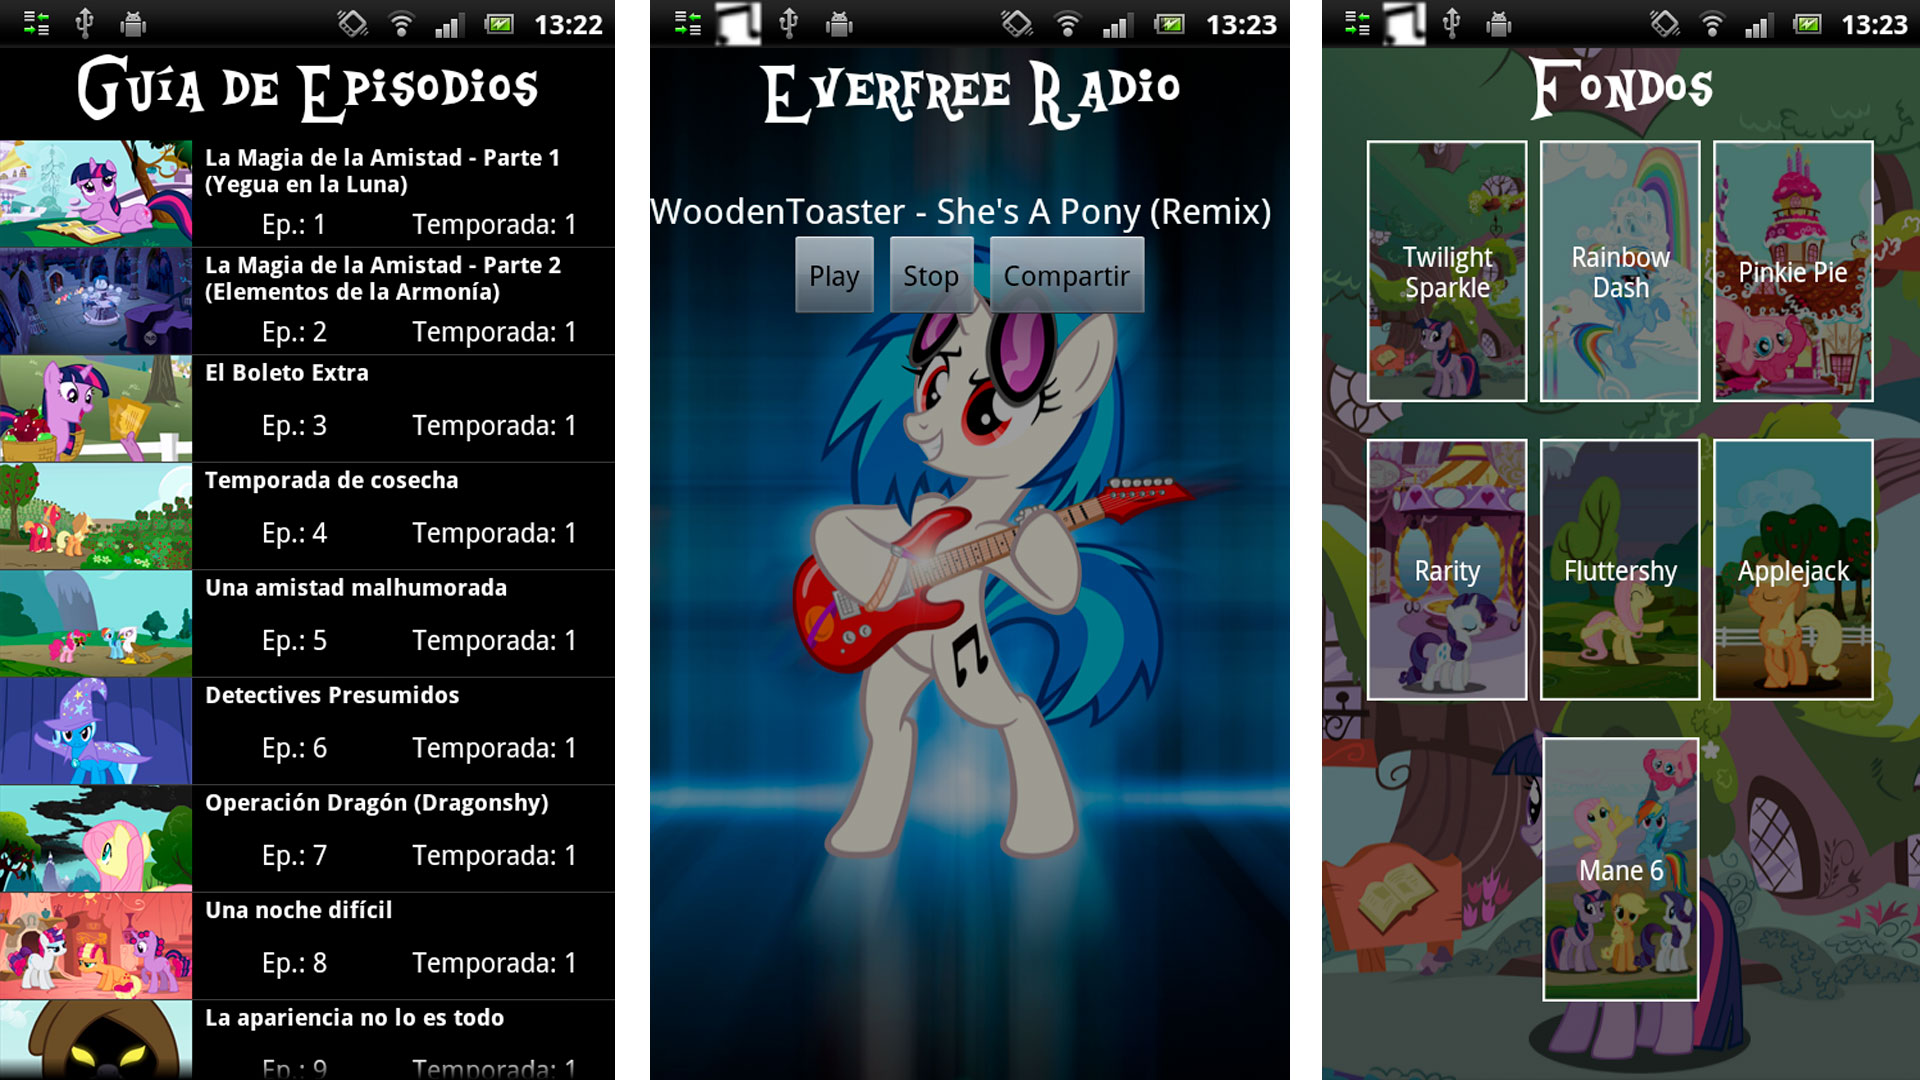 13:22
Guía de Episodios
La Magia de la Amistad - Parte 1
(Yegua en la Luna)
Ep.: 1 Temporada: 1
La Magia de la Amistad - Parte 2
(Elementos de la Armonía)
Ep.: 2 Temporada: 1
El Boleto Extra
Ep.: 3 Temporada: 1
Temporada de cosecha
Ep.: 4 Temporada: 1
Una amistad malhumorada
Ep.: 5 Temporada: 1
Detectives Presumidos
Ep.: 6 Temporada: 1
Operación Dragón (Dragonshy)
Ep.: 7 Temporada: 1
Una noche difícil
Ep.: 8 Temporada: 1
La apariencia no lo es todo
Ep.: 9 Temporada: 1
13:23
Everfree Radio
WoodenToaster - She's A Pony (Remix)
Play Stop Compartir
13:23
Fondos
Twilight
Sparkle
Rainbow
Dash
Pinkie Pie
Rarity
Fluttershy
Applejack
Mane 6